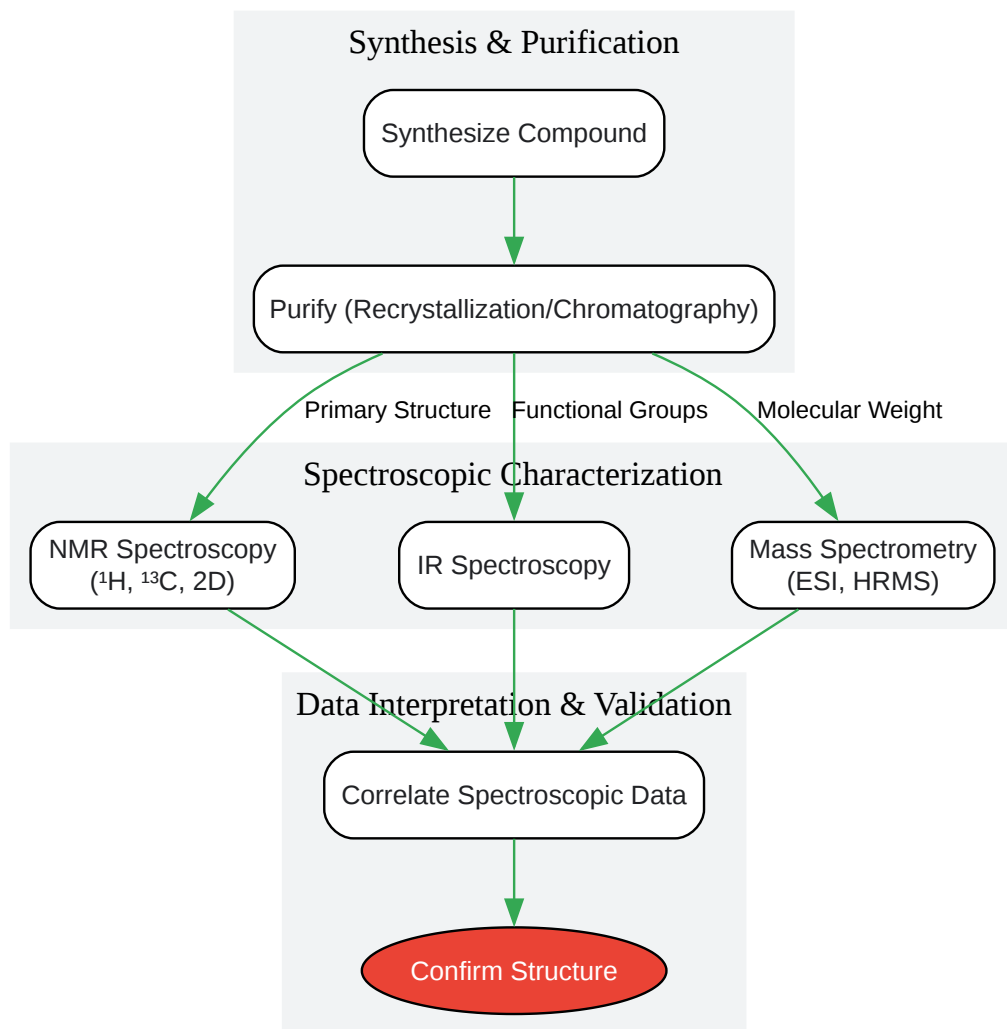 Synthesis & Purification
Synthesize Compound
Purify (Recrystallization/Chromatography)
Primary Structure
Functional Groups
Molecular Weight
Spectroscopic Characterization
NMR Spectroscopy
(¹H, ¹³C, 2D)
IR Spectroscopy
Mass Spectrometry
(ESI, HRMS)
Data Interpretation & Validation
Correlate Spectroscopic Data
Confirm Structure